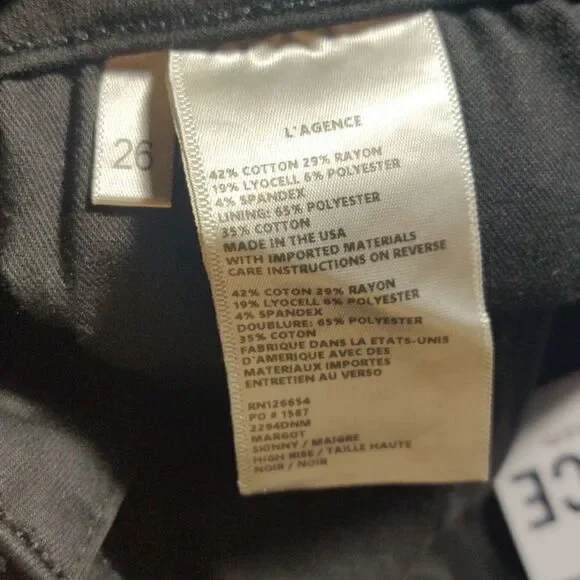 26
L'AGENCE
42% COTTON 29% RAYON
19% LYOCELL 6% POLYESTER
4% SPANDEX
LINING: 65% POLYESTER
35% COTTON
MADE IN THE USA
WITH IMPORTED MATERIALS
CARE INSTRUCTIONS ON REVERSE
42% COTON 29% RAYON
19% LYOCELL 6% POLYESTER
4% SPANDEX
DOUBLURE: 65% POLYESTER
35% COTON
FABRIQUE DANS LA ETATS-UNIS
D'AMERIQUE AVEC DES
MATERIAUX IMPORTES
ENTRETIEN AU VERSO
RN126654
PO # 1587
2294DNM
MARGOT
SKINNY / MAIGRE
HIGH RISE / TAILLE HAUTE
NOIR / NOIR
CE